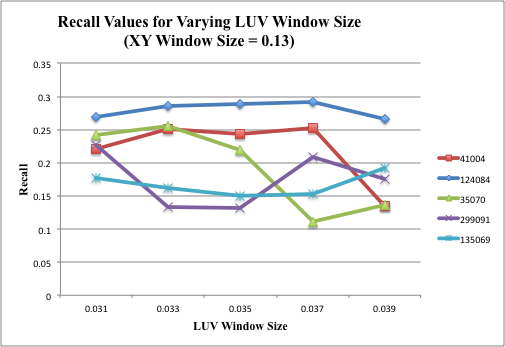 Recall Values for Varying LUV Window Size
(XY Window Size = 0.13)
0.35
0.3
0.25
0.2
0.15
0.1
0.05
0
Recall
0.031 0.033 0.035 0.037 0.039
LUV Window Size
41004
124084
35070
299091
135069